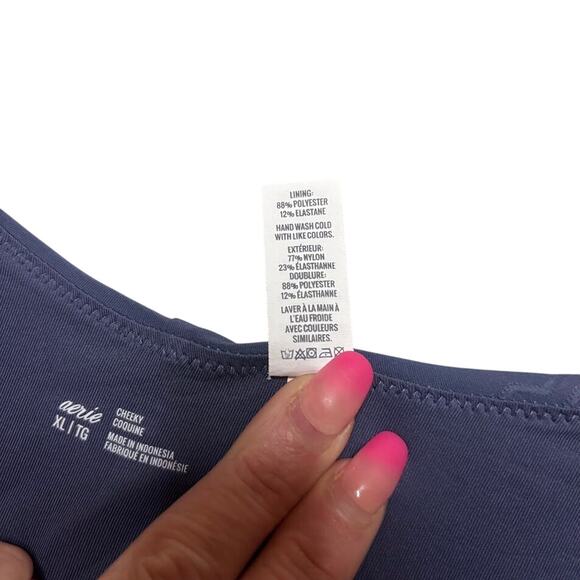 LINING:
88% POLYESTER
12% ELASTANE
HAND WASH COLD
WITH LIKE COLORS.
EXTÉRIEUR:
77% NYLON
23% ÉLASTHANNE
DOUBLURE:
88% POLYESTER
12% ÉLASTHANNE
LAVER À LA MAIN À
L'EAU FROIDE
AVEC COULEURS
SIMILAIRES.
aerie
XL | TG
CHEEKY
COQUINE
MADE IN INDONESIA
FABRIQUÉ EN INDONÉSIE